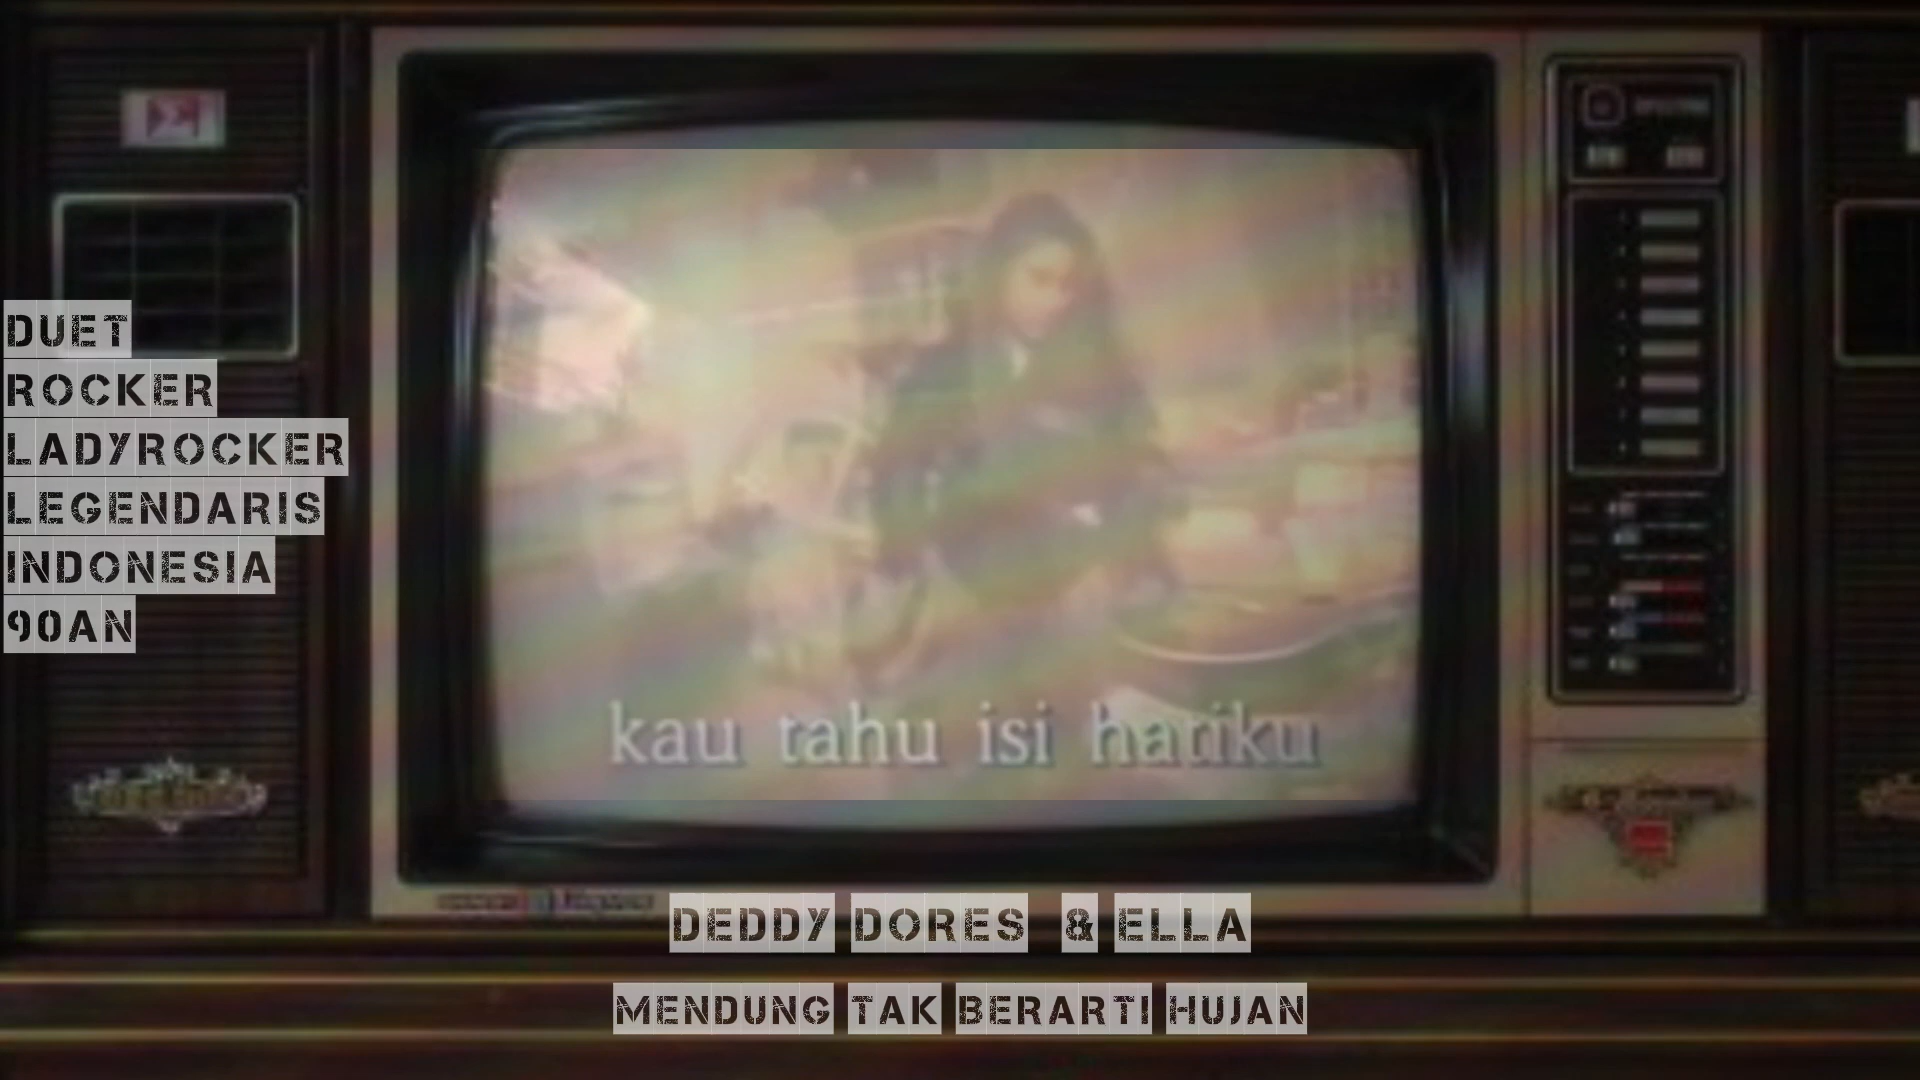 DUET
ROCKER
LADYROCKER
LEGENDARIS
INDONESIA
90AN
kau tahu isi hatiku
DEDDY DORES & ELLA
MENDUNG TAK BERARTI HUJAN